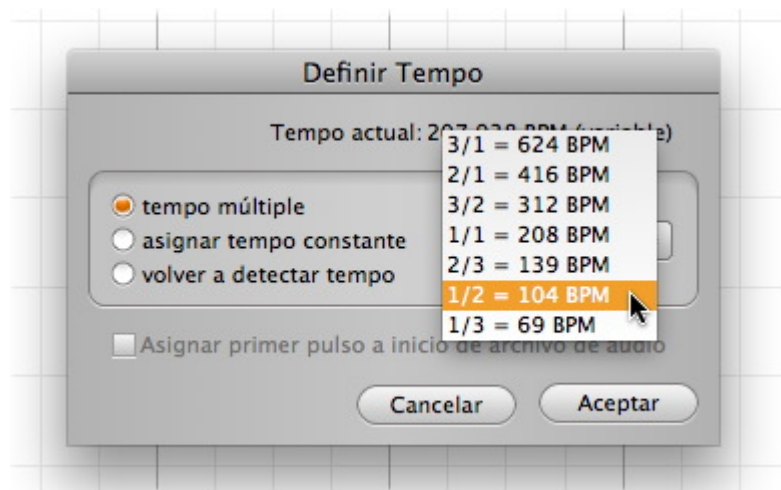 Definir Tempo
Tempo actual:
3/1 = 624 BPM
2/1 = 416 BPM
3/2 = 312 BPM
1/1 = 208 BPM
2/3 = 139 BPM
1/2 = 104 BPM
1/3 = 69 BPM
tempo múltiple
asignar tempo constante
volver a detectar tempo
Asignar primer pulso a inicio de archivo de audio
Cancelar
Aceptar